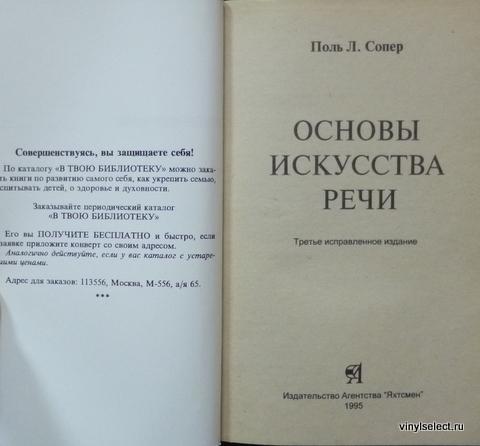 Совершенствуясь, вы защищаете себя!
По каталогу «В ТВОЮ БИБЛИОТЕКУ» можно зака-
ть книги по развитию самого себя, как укрепить семью,
спитывать детей, о здоровье и духовности.
Заказывайте периодический каталог
«В ТВОЮ БИБЛИОТЕКУ»
Его вы ПОЛУЧИТЕ БЕСПЛАТНО и быстро, если
заявке приложите конверт со своим адресом.
Аналогично действуйте, если у вас каталог с устаре-
шими ценами.
Адрес для заказов: 113556, Москва, М-556, а/я 65.
***
Поль Л. Сопер
ОСНОВЫ
ИСКУССТВА
РЕЧИ
Третье исправленное издание
Издательство Агентства "Яхтсмен"
1995
vinylselect.ru